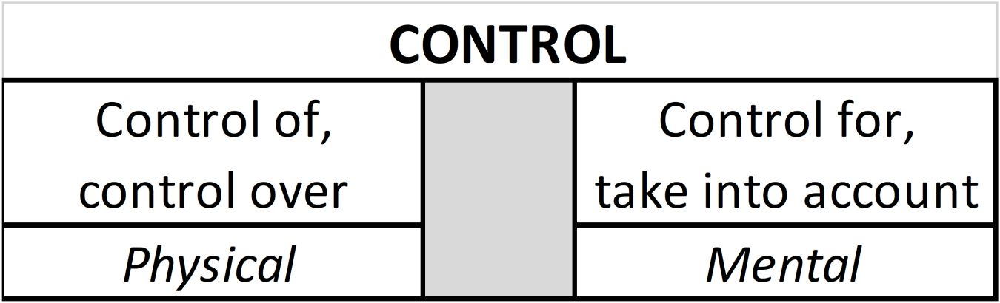 CONTROL
Control of,
control over
Control for,
take into account
Physical
Mental